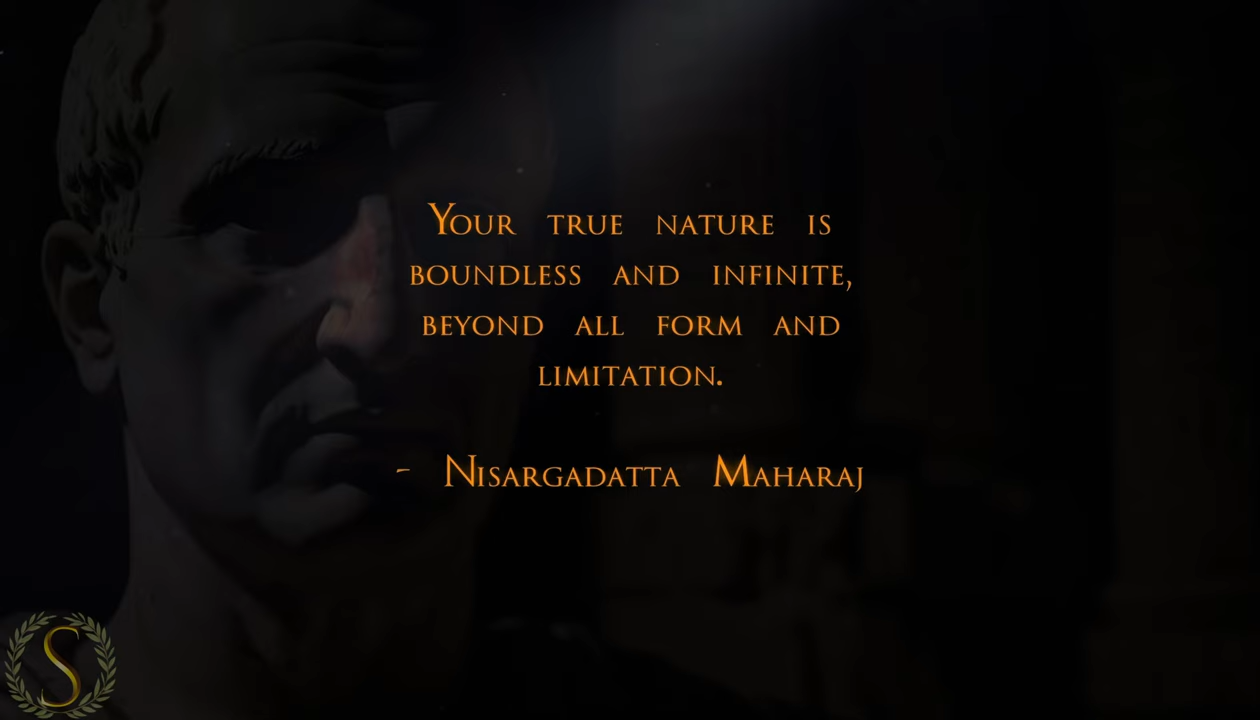 Your true nature is
boundless and infinite,
beyond all form and
limitation.
- Nisargadatta Maharaj
S